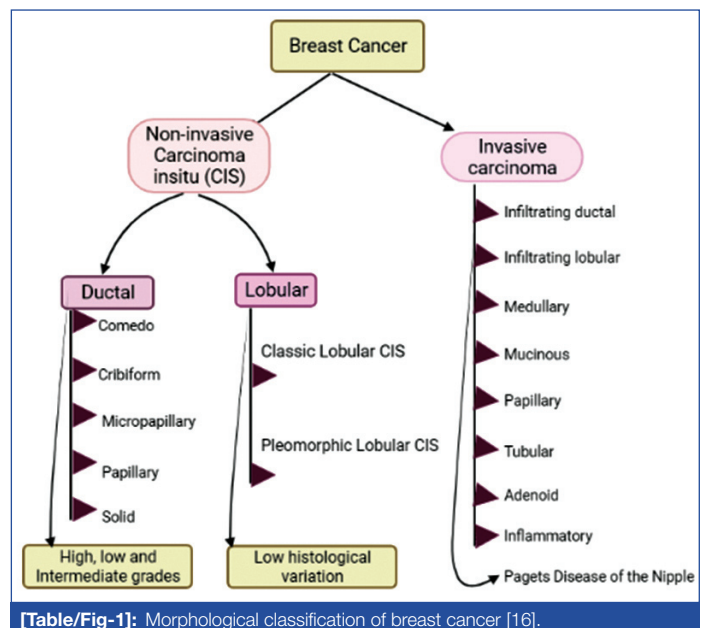 Breast Cancer
Non-invasive
Carcinoma
insitu (CIS)
Invasive
carcinoma
Ductal
Comedo
Cribiform
Micropapillary
Papillary
Solid
High, low and
Intermediate grades
Lobular
Classic Lobular CIS
Pleomorphic Lobular CIS
Low histological
variation
Infiltrating ductal
Infiltrating lobular
Medullary
Mucinous
Papillary
Tubular
Adenoid
Inflammatory
Pagets Disease of the Nipple
[Table/Fig-1]: Morphological classification of breast cancer [16].